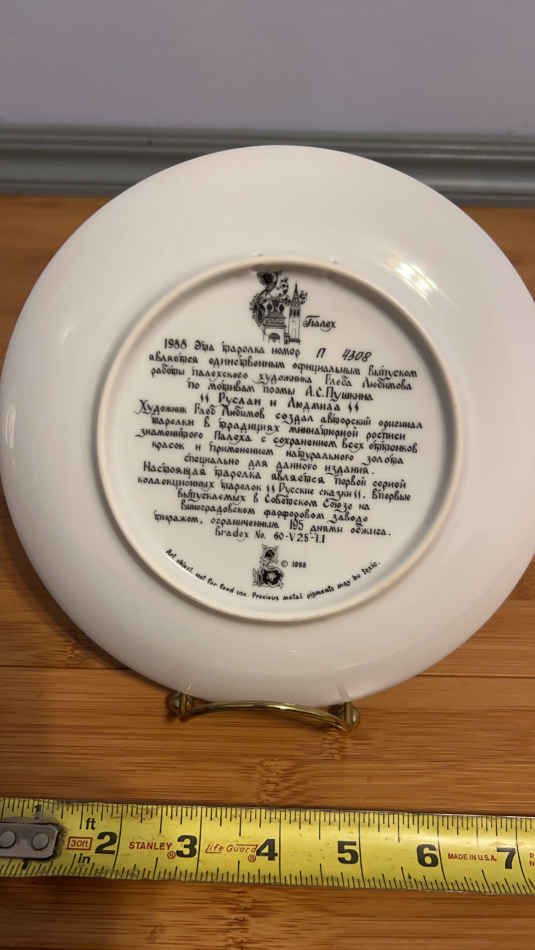 Палех
1988 Эта тарелка номер П 4308
является единственным официальным выпуском
работы палехского художника Глеба Любимова
по мотивам поэмы А.С.Пушкина
"Руслан и Людмила"
Художник Глеб Любимов создал авторский оригинал
тарелки в традициях миниатюрной росписи
знаменитого Палеха с сохранением всех оттенков
красок и применением натурального золота
специально для данного издания.
Настоящая тарелка является первой серией
коллекционных тарелок "Русские сказки". Впервые
выпускаемых в Советском Союзе на
Виноградовском фарфоровом заводе
тиражом, ограниченным 195 днями обжига.
Bradex No. 60-V28-1.1
© 1988
Art object, not for food use. Precious metal pigments may be toxic.
ft
30ft 2 STANLEY® 3 Life Guard® 4 5 6 MADE IN U.S.A. 7
in